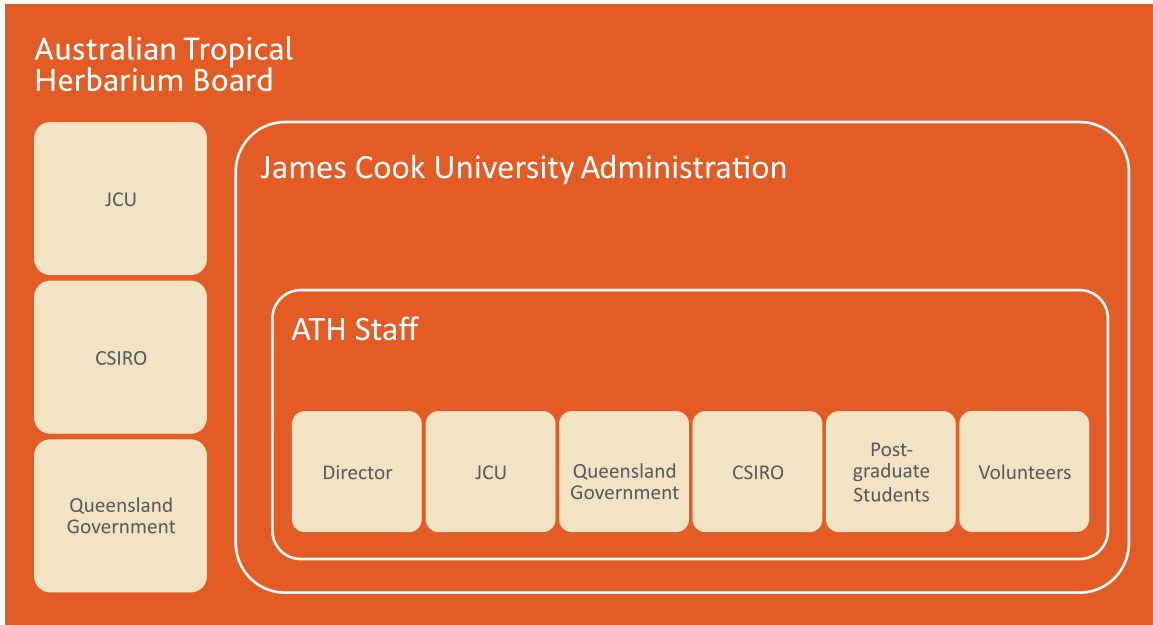 Australian Tropical
Herbarium Board
JCU
CSIRO
Queensland
Government
James Cook University Administration
ATH Staff
Director
JCU
Queensland
Government
CSIRO
Post-
graduate
Students
Volunteers